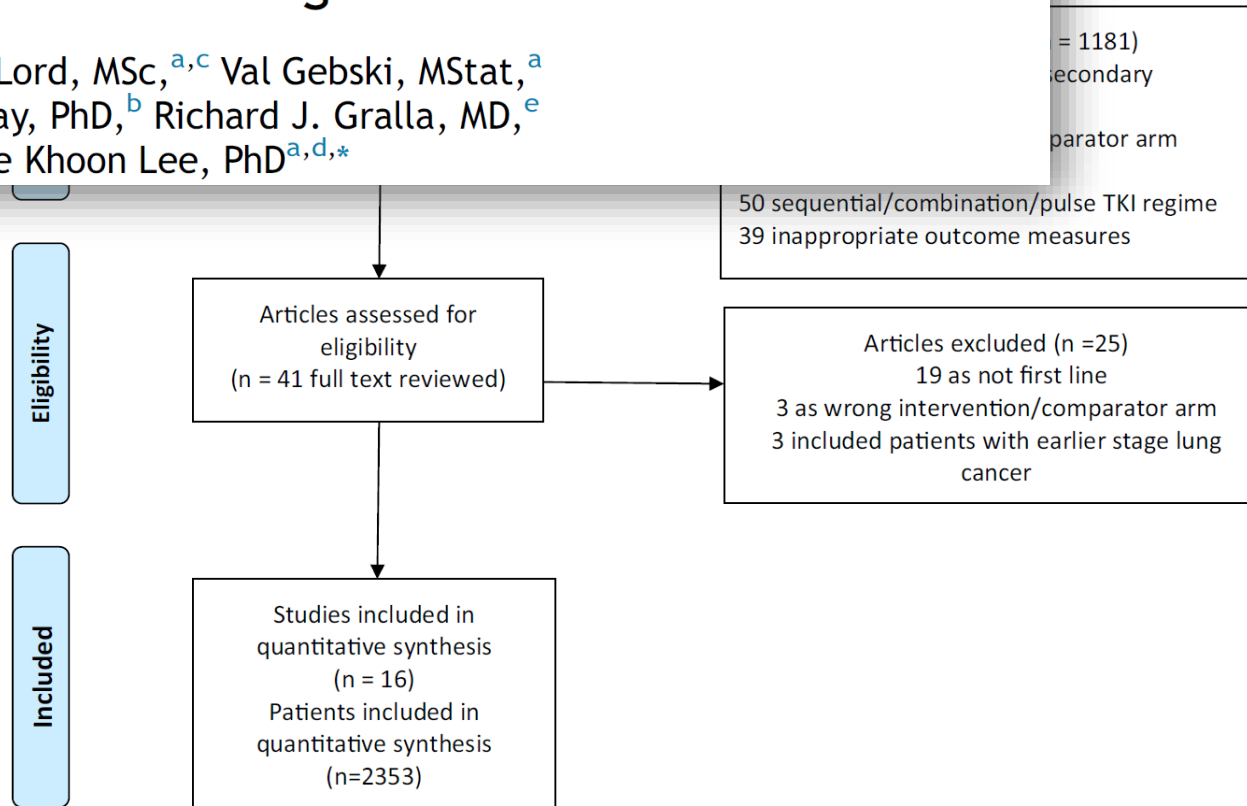 Lord, MSc,a,c Val Gebski, MStat,a
PhD,b Richard J. Gralla, MD,e
Khoon Lee, PhDa,d,*
= 1181)
secondary
arm
50 sequential/combination/pulse TKI regime
39 inappropriate outcome measures
Eligibility
Articles assessed for
eligibility
(n = 41 full text reviewed)
Articles excluded (n =25)
19 as not first line
3 as wrong intervention/comparator arm
3 included patients with earlier stage lung
cancer
Included
Studies included in
quantitative synthesis
(n = 16)
Patients included in
quantitative synthesis
(n=2353)